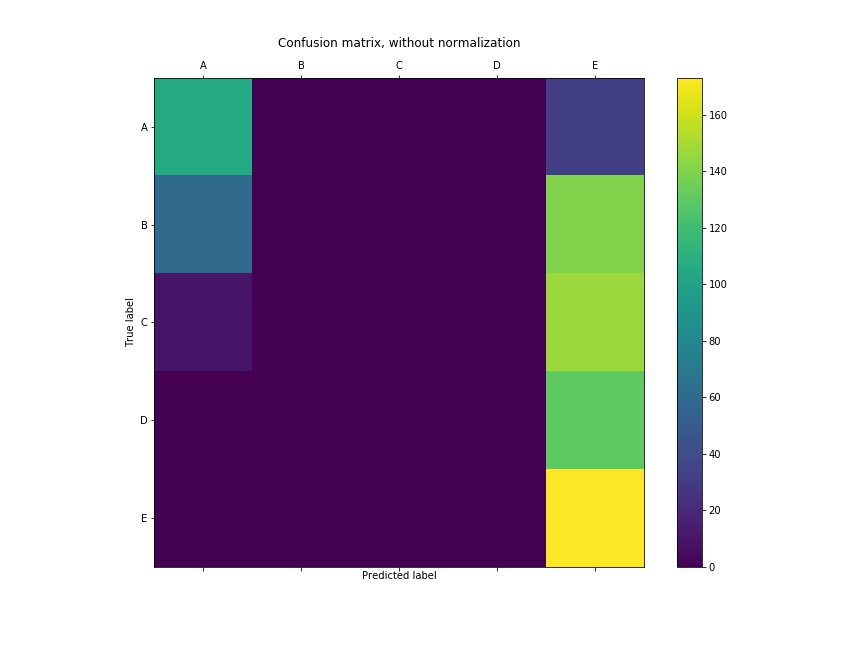 Confusion matrix, without normalization
A B C D E
A
B
C
D
E
True label
Predicted label
160
140
120
100
80
60
40
20
0